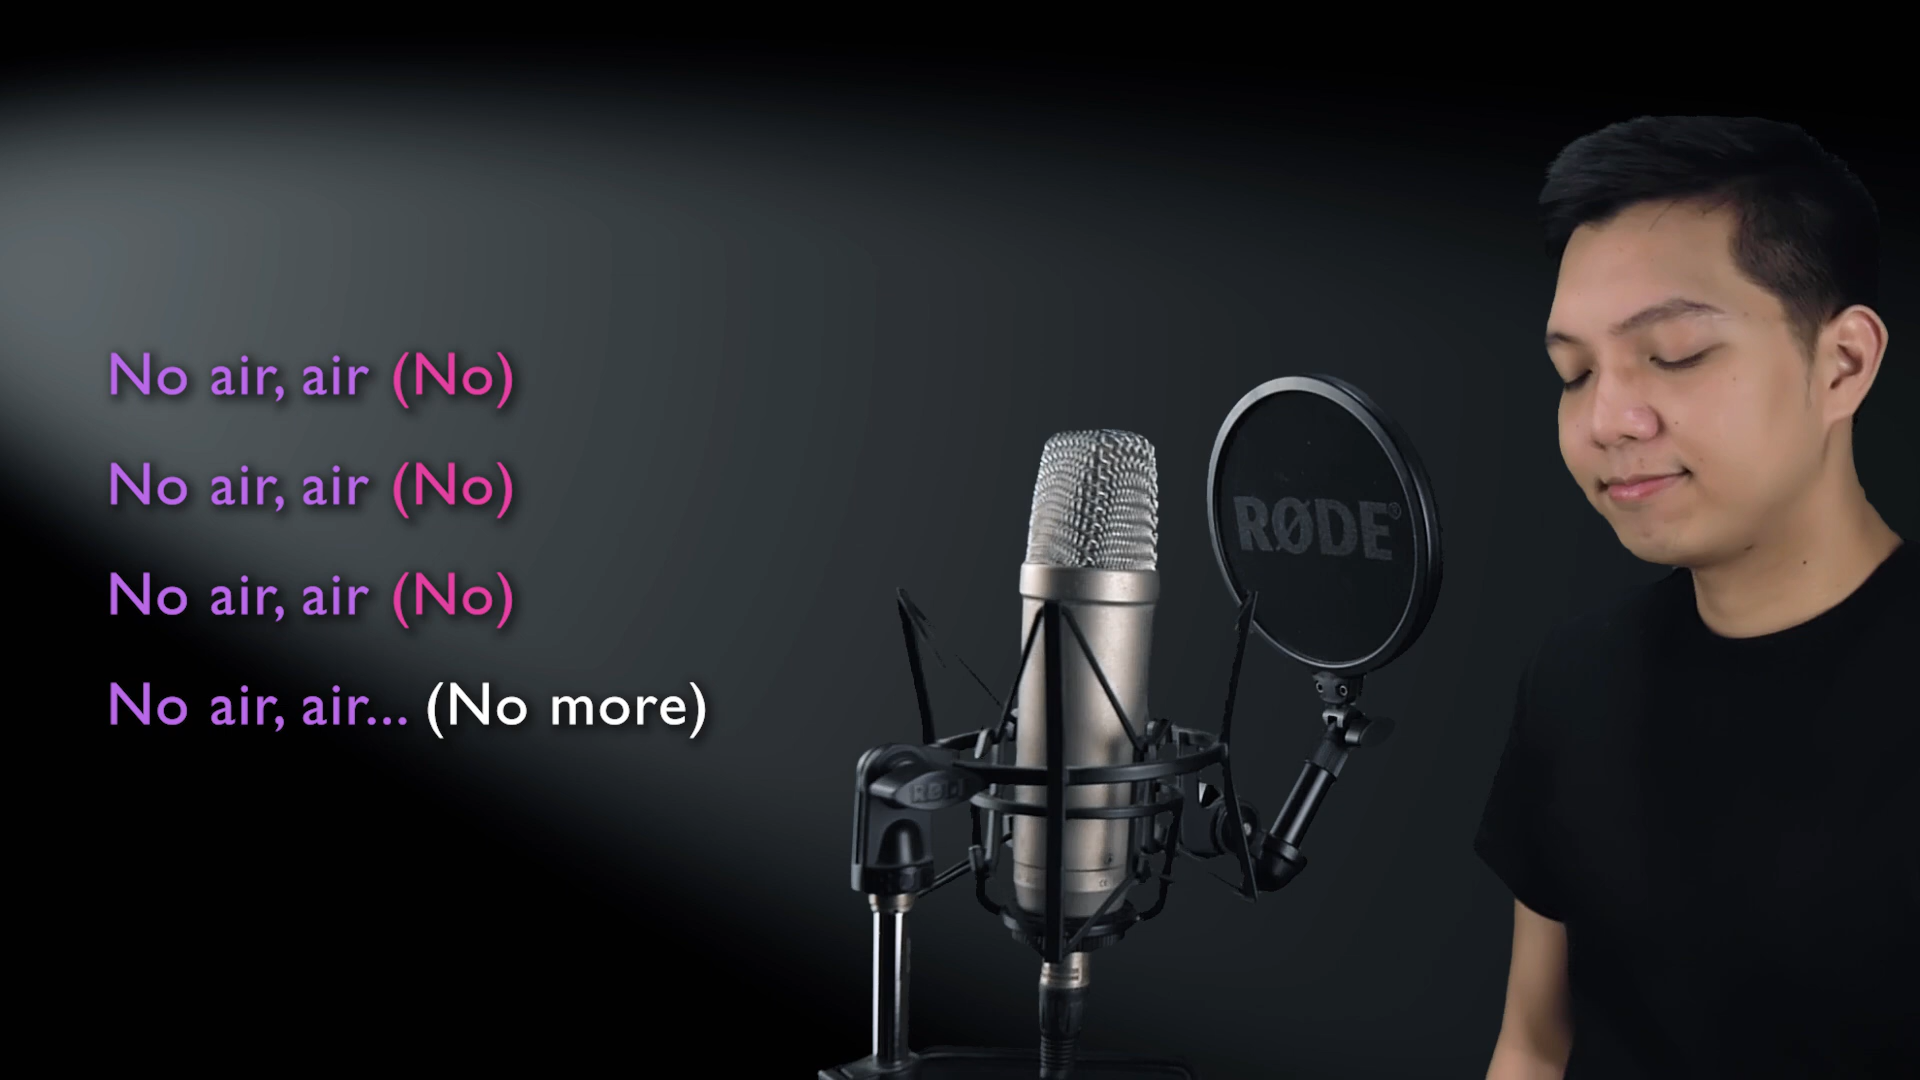 No air, air (No)
No air, air (No)
No air, air (No)
No air, air... (No more)
RØDE®